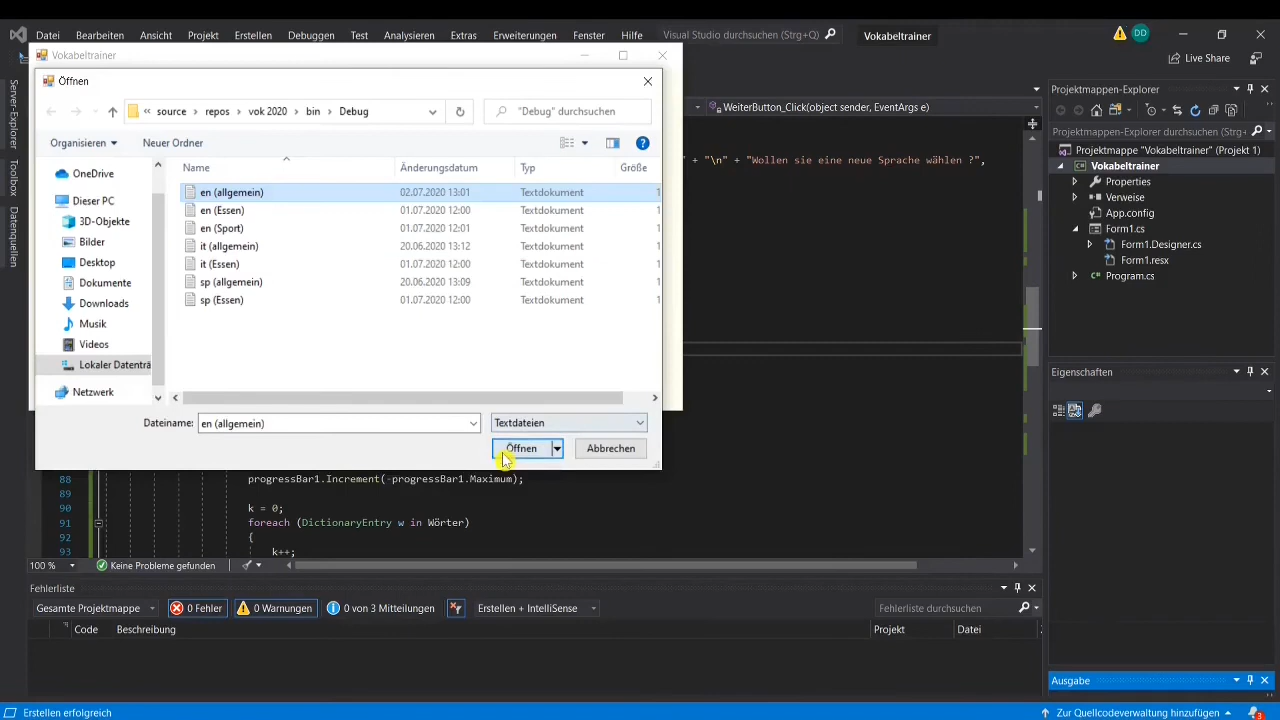 Datei Bearbeiten Ansicht Projekt Erstellen Debuggen Test Analysieren Extras Erweiterungen Fenster Hilfe Visual Studio durchsuchen (Strg+Q) Vokabeltrainer DD
Vokabeltrainer
Live Share
Öffnen
Server-Explorer
Toolbox
Datenquellen
« source › repos › vok 2020 › bin › Debug
"Debug" durchsuchen
WeiterButton_Click(object sender, EventArgs e)
Organisieren Neuer Ordner
Name Änderungsdatum Typ Größe
OneDrive
Dieser PC
3D-Objekte
Bilder
Desktop
Dokumente
Downloads
Musik
Videos
Lokaler Datenträ
Netzwerk
en (allgemein) 02.07.2020 13:01 Textdokument 1
en (Essen) 01.07.2020 12:00 Textdokument 1
en (Sport) 01.07.2020 12:01 Textdokument 1
it (allgemein) 20.06.2020 13:12 Textdokument 1
it (Essen) 01.07.2020 12:00 Textdokument 1
sp (allgemein) 20.06.2020 13:09 Textdokument 1
sp (Essen) 01.07.2020 12:00 Textdokument 1
Dateiname: en (allgemein) Textdateien
Öffnen Abbrechen
" + "\n" + "Wollen sie eine neue Sprache wählen ?",
88 progressBar1.Increment(-progressBar1.Maximum);
89
90 k = 0;
91 foreach (DictionaryEntry w in Wörter)
92 {
93 k++;
100 % Keine Probleme gefunden
Fehlerliste
Gesamte Projektmappe 0 Fehler 0 Warnungen 0 von 3 Mitteilungen Erstellen + IntelliSense Fehlerliste durchsuchen
Code Beschreibung Projekt Datei
Projektmappen-Explorer
Projektmappen-Explorer durchsuchen (Strg+
Projektmappe "Vokabeltrainer" (Projekt 1)
Vokabeltrainer
Properties
Verweise
App.config
Form1.cs
Form1.Designer.cs
Form1.resx
Program.cs
Eigenschaften
Ausgabe
Erstellen erfolgreich
Zur Quellcodeverwaltung hinzufügen
3